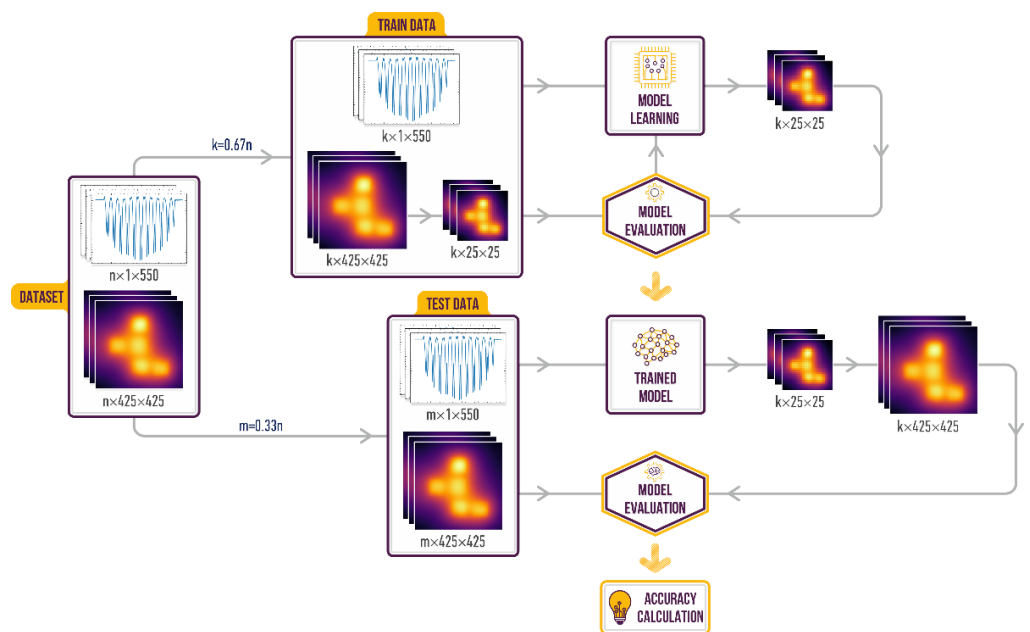 TRAIN DATA
k×1×550
k×425×425
k×25×25
MODEL
LEARNING
k×25×25
MODEL
EVALUATION
k=0.67n
DATASET
n×1×550
n×425×425
m=0.33n
TEST DATA
m×1×550
m×425×425
TRAINED
MODEL
k×25×25
k×425×425
MODEL
EVALUATION
ACCURACY
CALCULATION